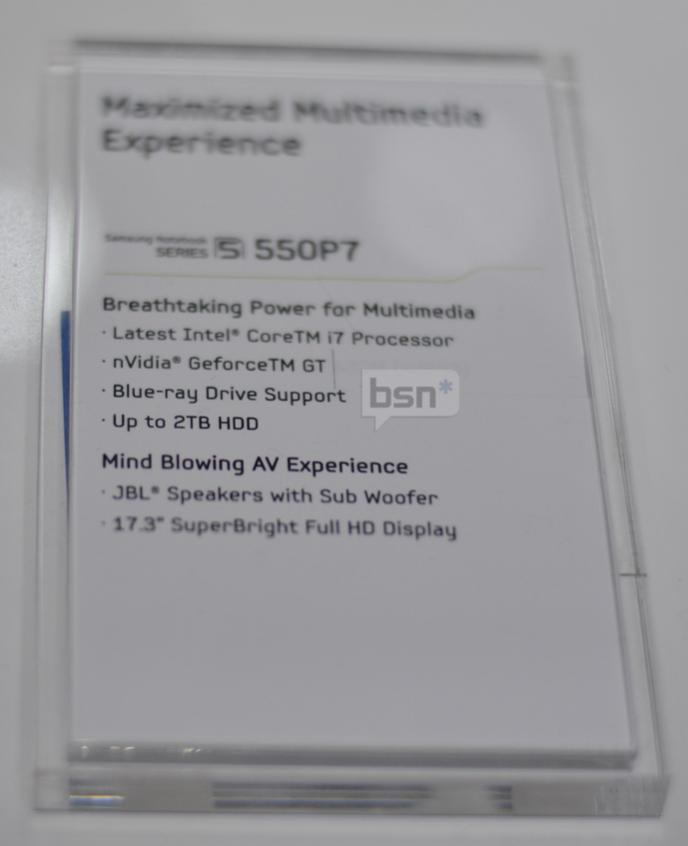 Maximized Multimedia
Experience
Samsung Notebook
SERIES 5 550P7
Breathtaking Power for Multimedia
· Latest Intel® CoreTM i7 Processor
· nVidia® GeforceTM GT
· Blue-ray Drive Support
· Up to 2TB HDD
Mind Blowing AV Experience
· JBL® Speakers with Sub Woofer
· 17.3" SuperBright Full HD Display
bsn*